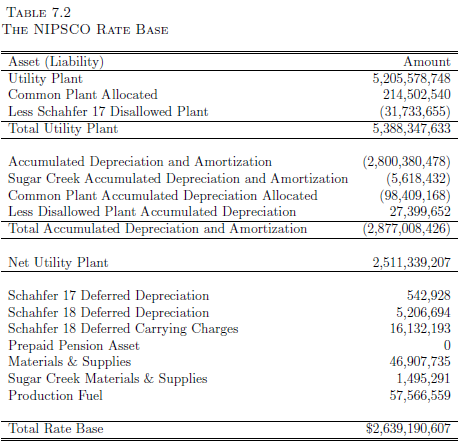 TABLE 7.2
THE NIPSCO RATE BASE
Asset (Liability) Amount
Utility Plant 5,205,578,748
Common Plant Allocated 214,502,540
Less Schahfer 17 Disallowed Plant (31,733,655)
Total Utility Plant 5,388,347,633
Accumulated Depreciation and Amortization (2,800,380,478)
Sugar Creek Accumulated Depreciation and Amortization (5,618,432)
Common Plant Accumulated Depreciation Allocated (98,409,168)
Less Disallowed Plant Accumulated Depreciation 27,399,652
Total Accumulated Depreciation and Amortization (2,877,008,426)
Net Utility Plant 2,511,339,207
Schahfer 17 Deferred Depreciation 542,928
Schahfer 18 Deferred Depreciation 5,206,694
Schahfer 18 Deferred Carrying Charges 16,132,193
Prepaid Pension Asset 0
Materials & Supplies 46,907,735
Sugar Creek Materials & Supplies 1,495,291
Production Fuel 57,566,559
Total Rate Base $2,639,190,607